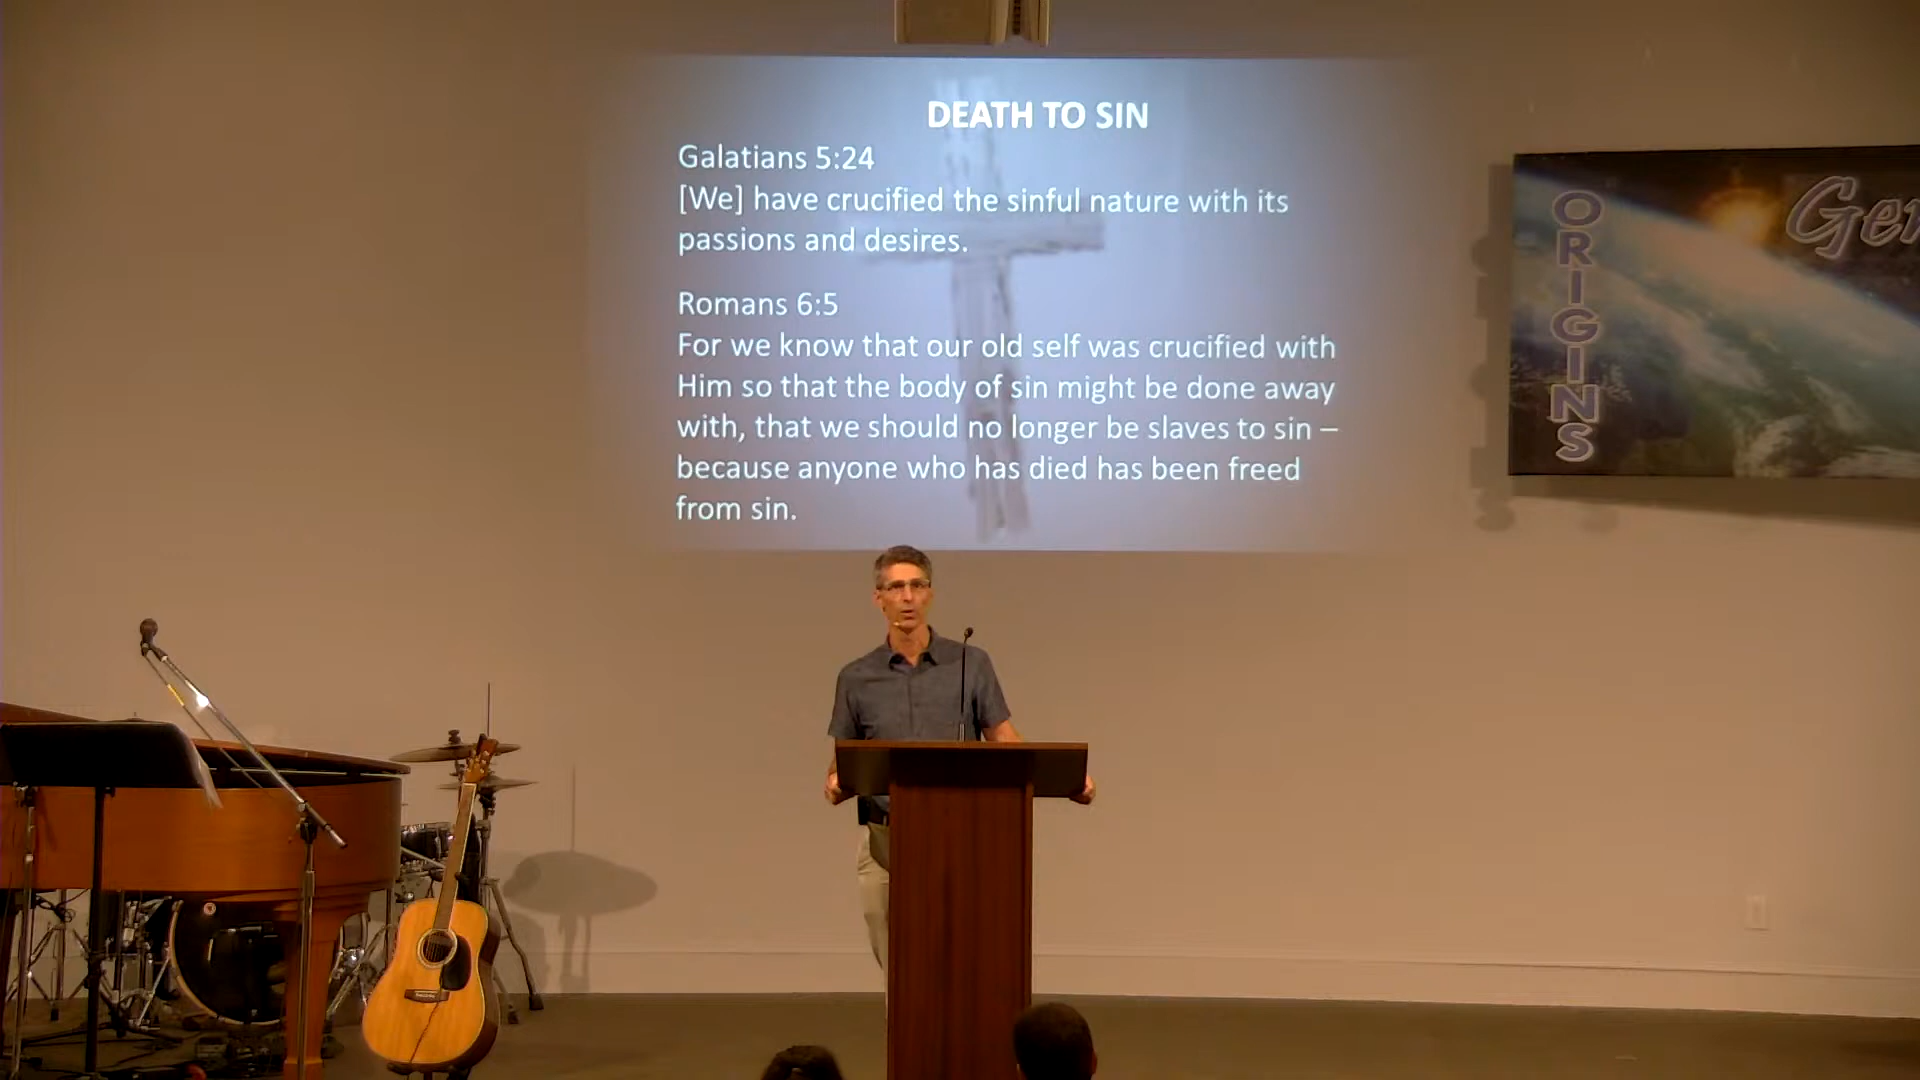 DEATH TO SIN
Galatians 5:24
[We] have crucified the sinful nature with its
passions and desires.
Romans 6:5
For we know that our old self was crucified with
Him so that the body of sin might be done away
with, that we should no longer be slaves to sin –
because anyone who has died has been freed
from sin.
ORIGINS
Gen